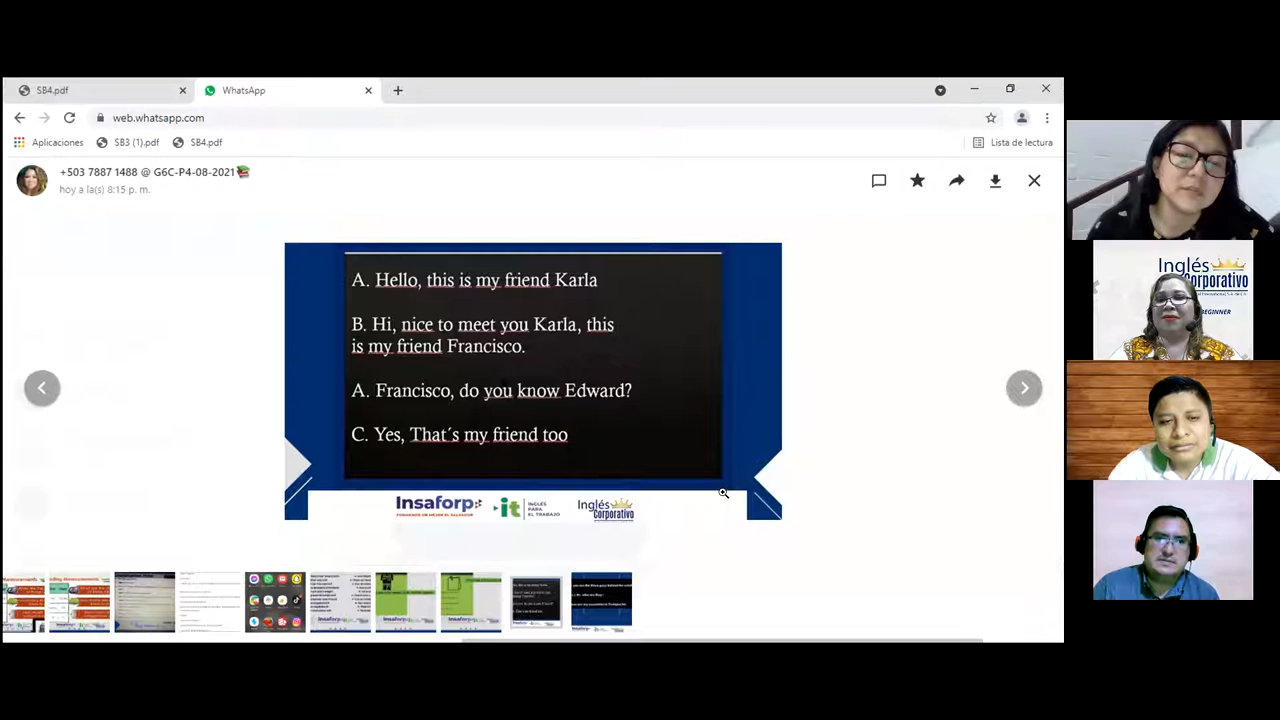 SB4.pdf
WhatsApp
web.whatsapp.com
Aplicaciones
SB3 (1).pdf
SB4.pdf
Lista de lectura
+503 7887 1488 @ G6C-P4-08-2021
hoy a la(s) 8:15 p. m.
A. Hello, this is my friend Karla
B. Hi, nice to meet you Karla, this
is my friend Francisco.
A. Francisco, do you know Edward?
C. Yes, That´s my friend too
Insaforp
it
INGLÉS
PARA
EL TRABAJO
Inglés
Corporativo
Inglés
Corporativo
BEGINNER
Insaforp